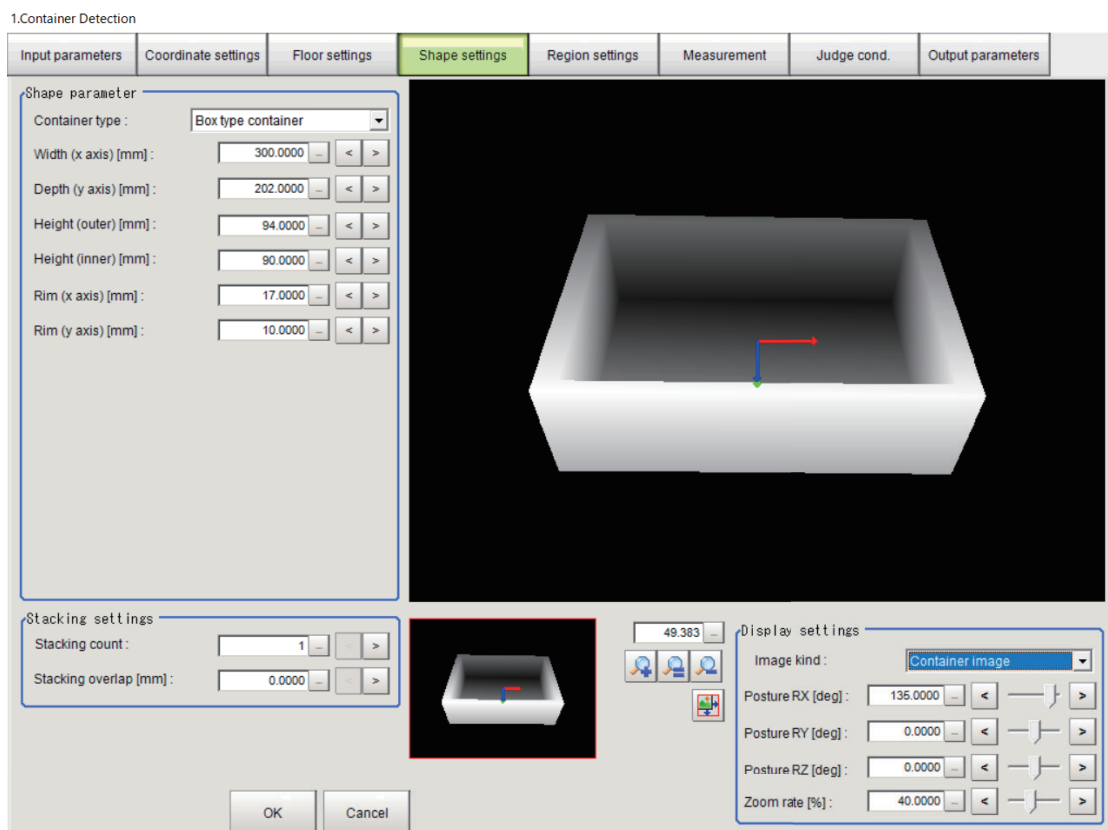 1.Container Detection
Input parameters Coordinate settings Floor settings Shape settings Region settings Measurement Judge cond. Output parameters
Shape parameter
Container type : Box type container
Width (x axis) [mm] : 300.0000 ... < >
Depth (y axis) [mm] : 202.0000 ... < >
Height (outer) [mm] : 94.0000 ... < >
Height (inner) [mm] : 90.0000 ... < >
Rim (x axis) [mm] : 17.0000 ... < >
Rim (y axis) [mm] : 10.0000 ... < >
Stacking settings
Stacking count : 1 ... < >
Stacking overlap [mm] : 0.0000 ... < >
49.383 ...
Display settings
Image kind : Container image
Posture RX [deg] : 135.0000 ... < >
Posture RY [deg] : 0.0000 ... < >
Posture RZ [deg] : 0.0000 ... < >
Zoom rate [%] : 40.0000 ... < >
OK Cancel